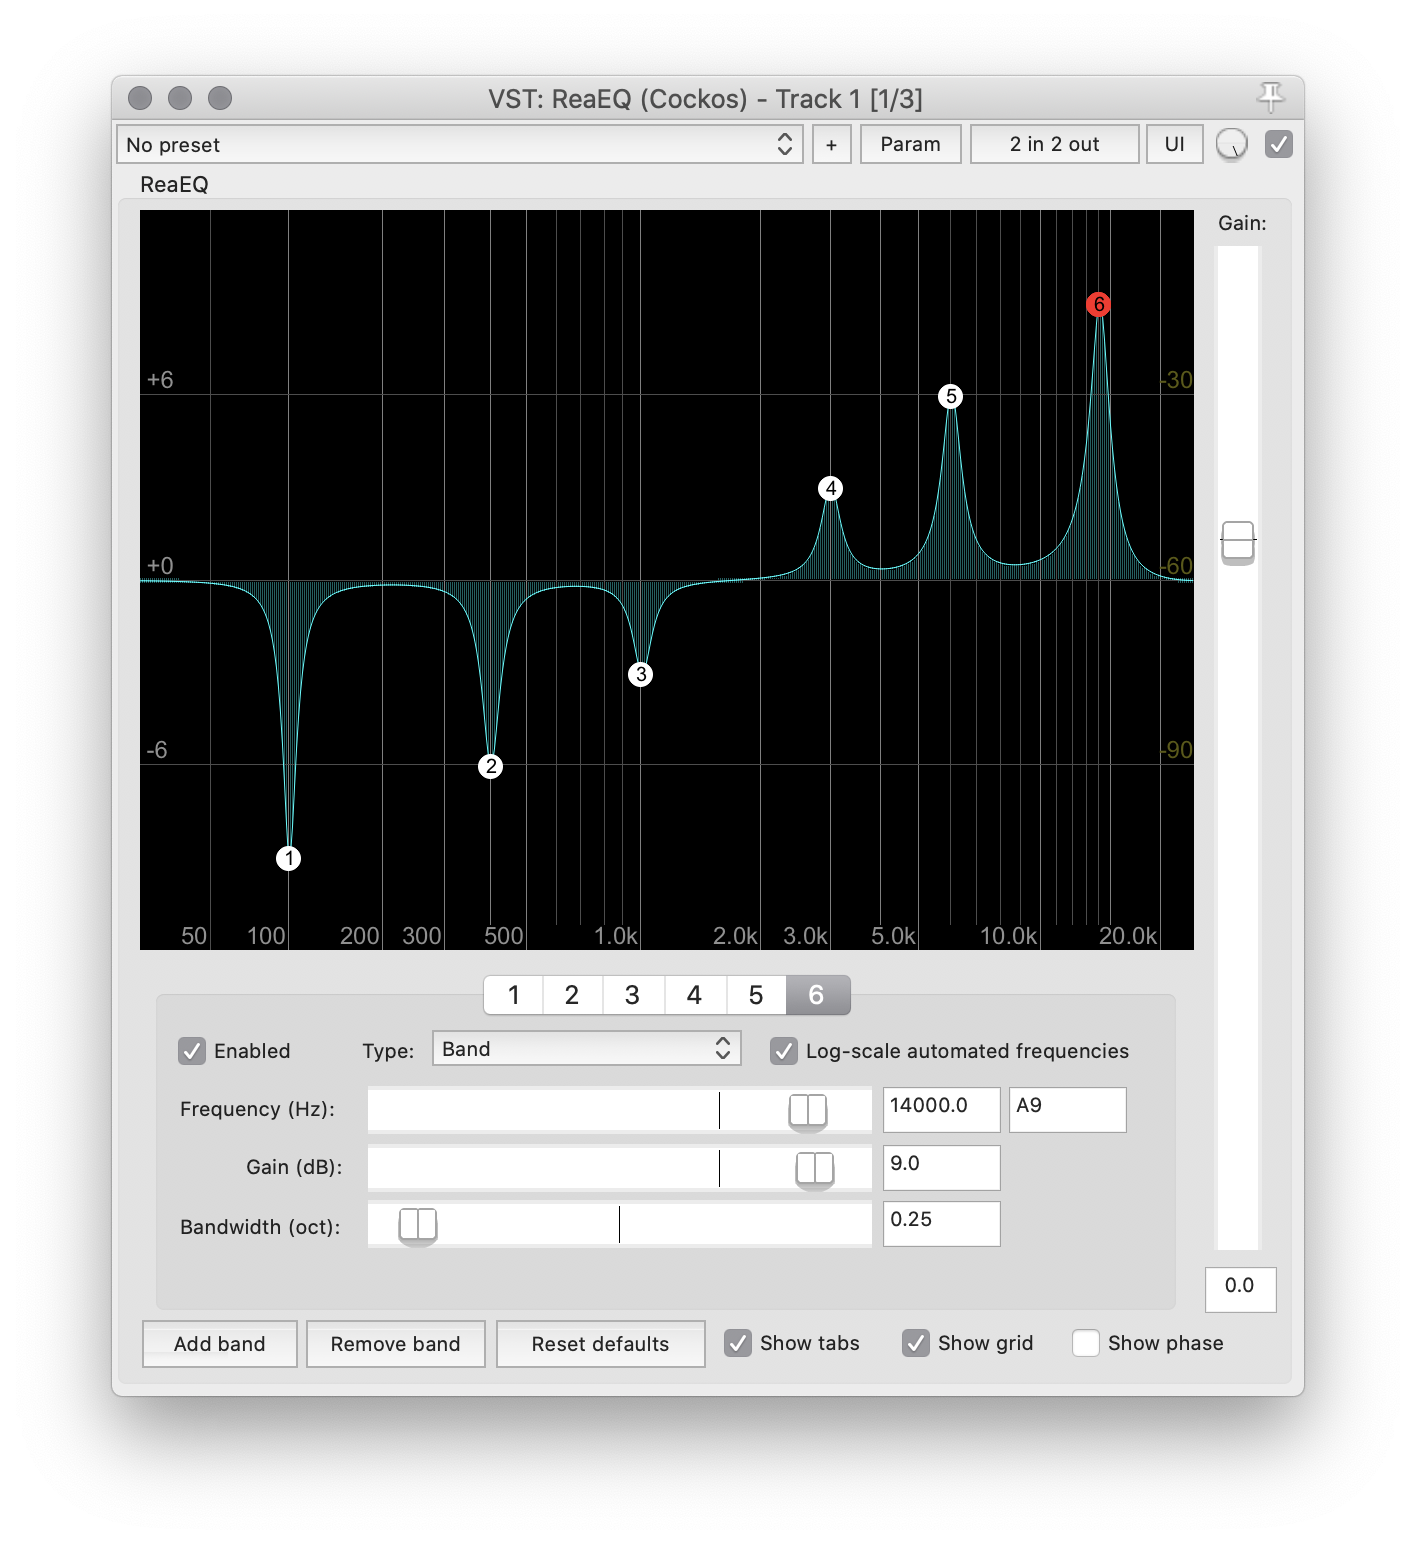 VST: ReaEQ (Cockos) - Track 1 [1/3]
No preset + Param 2 in 2 out UI
ReaEQ
Gain:
6
+6 -30
5
4
+0 -60
3
-6 -90
2
1
50 100 200 300 500 1.0k 2.0k 3.0k 5.0k 10.0k 20.0k
1 2 3 4 5 6
Enabled Type: Band Log-scale automated frequencies
Frequency (Hz): 14000.0 A9
Gain (dB): 9.0
Bandwidth (oct): 0.25
0.0
Add band Remove band Reset defaults Show tabs Show grid Show phase